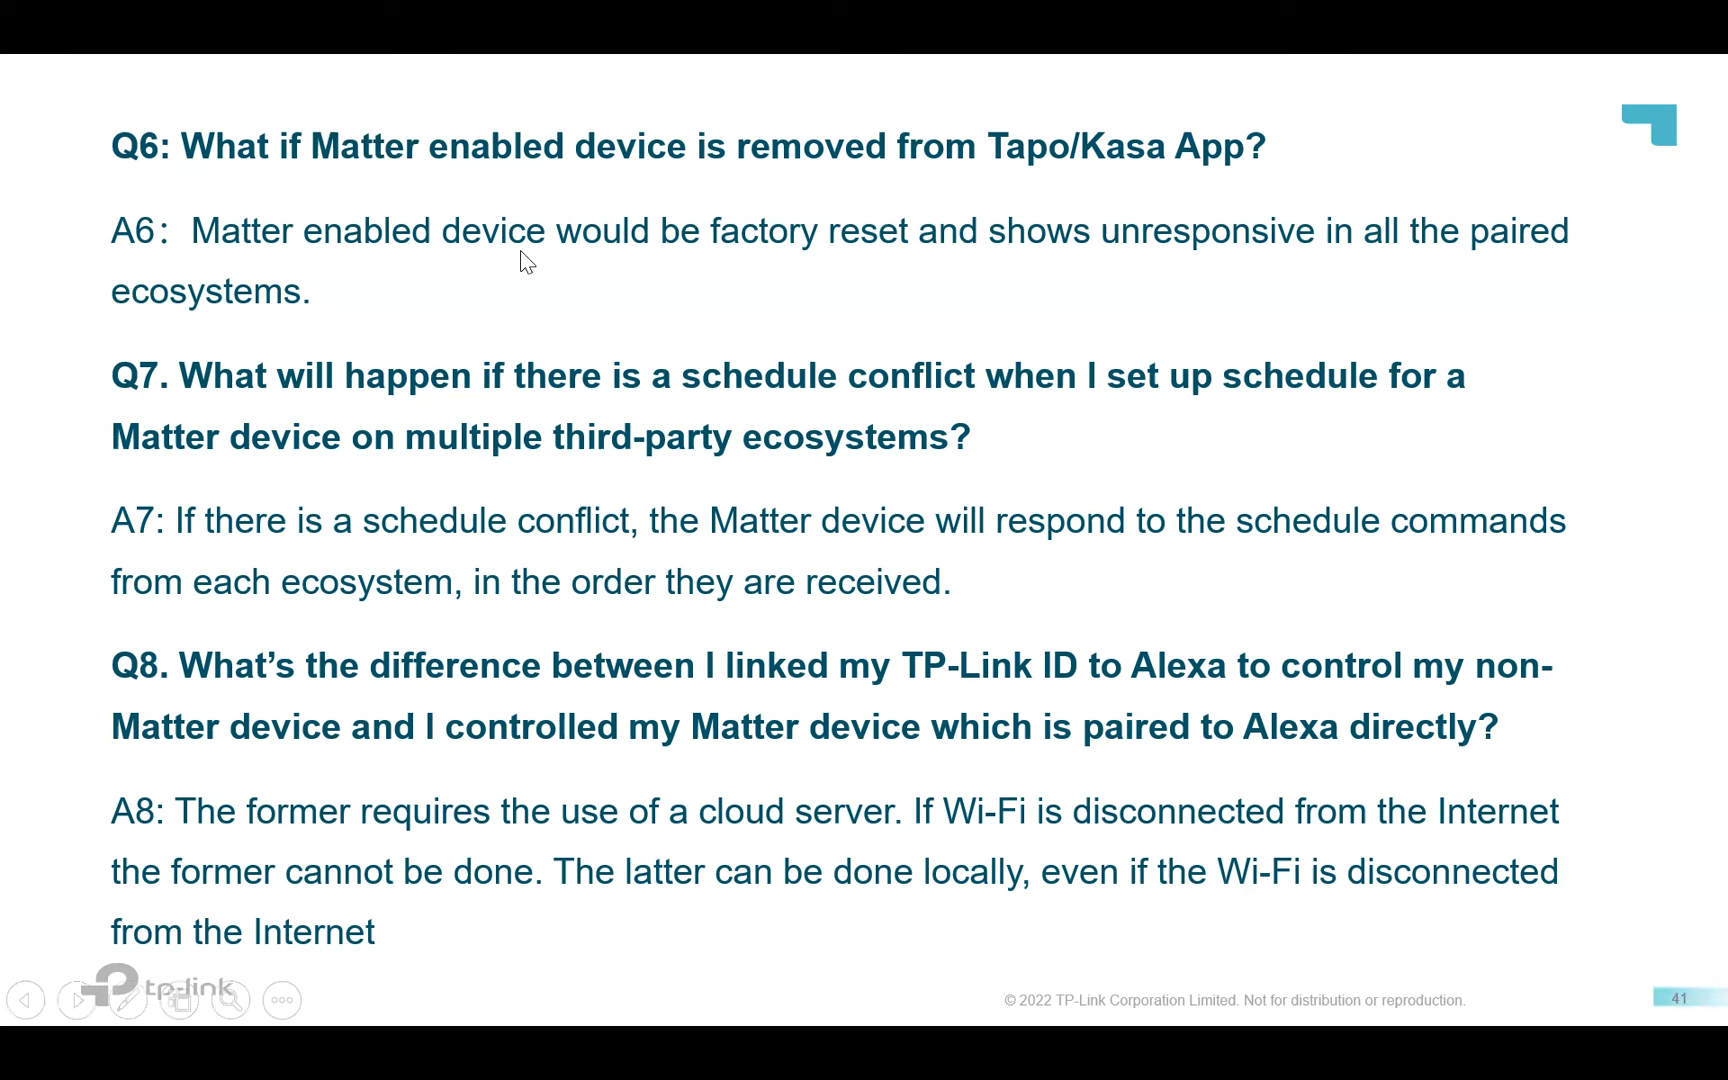 Q6: What if Matter enabled device is removed from Tapo/Kasa App?
A6： Matter enabled device would be factory reset and shows unresponsive in all the paired
ecosystems.
Q7. What will happen if there is a schedule conflict when I set up schedule for a
Matter device on multiple third-party ecosystems?
A7: If there is a schedule conflict, the Matter device will respond to the schedule commands
from each ecosystem, in the order they are received.
Q8. What’s the difference between I linked my TP-Link ID to Alexa to control my non-
Matter device and I controlled my Matter device which is paired to Alexa directly?
A8: The former requires the use of a cloud server. If Wi-Fi is disconnected from the Internet
the former cannot be done. The latter can be done locally, even if the Wi-Fi is disconnected
from the Internet
tp-link
© 2022 TP-Link Corporation Limited. Not for distribution or reproduction.
41